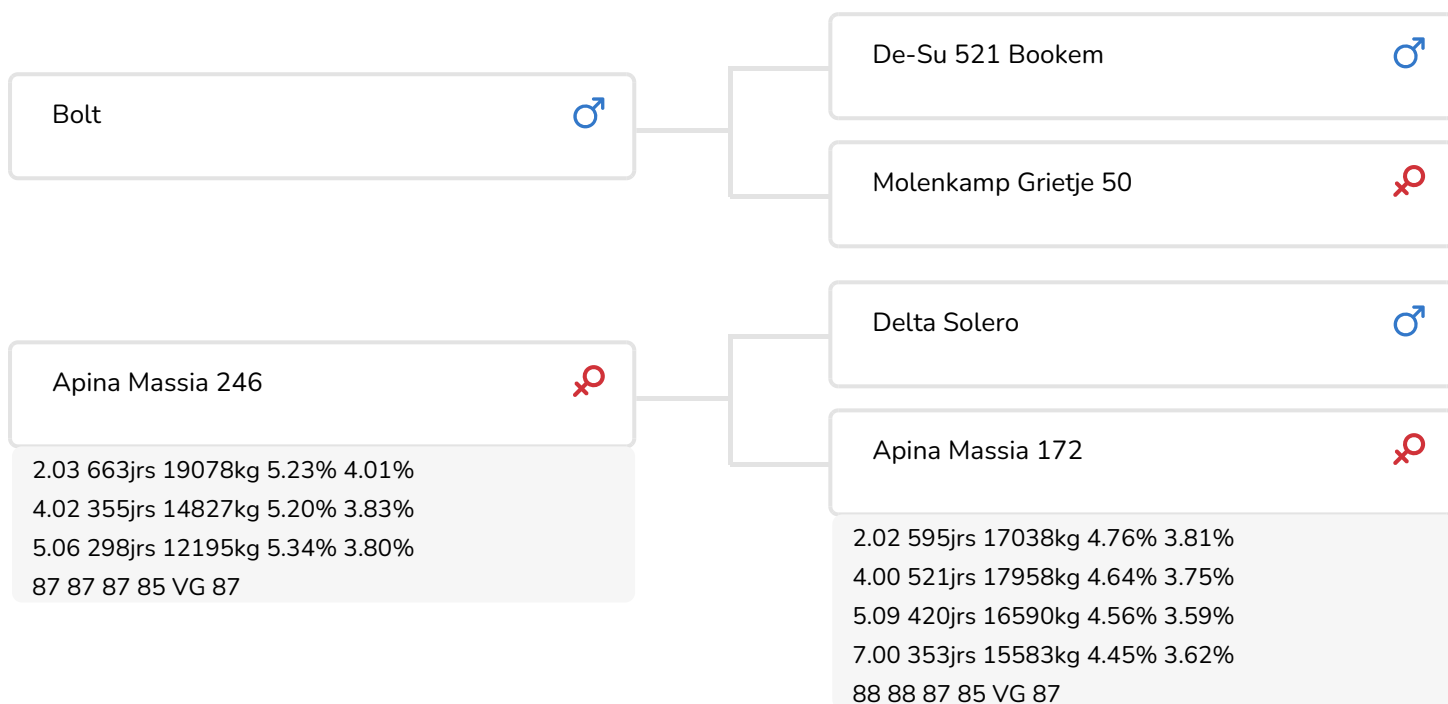 Bolt
Apina Massia 246
2.03 663jrs 19078kg 5.23% 4.01%
4.02 355jrs 14827kg 5.20% 3.83%
5.06 298jrs 12195kg 5.34% 3.80%
87 87 87 85 VG 87
De-Su 521 Bookem
Molenkamp Grietje 50
Delta Solero
Apina Massia 172
2.02 595jrs 17038kg 4.76% 3.81%
4.00 521jrs 17958kg 4.64% 3.75%
5.09 420jrs 16590kg 4.56% 3.59%
7.00 353jrs 15583kg 4.45% 3.62%
88 88 87 85 VG 87